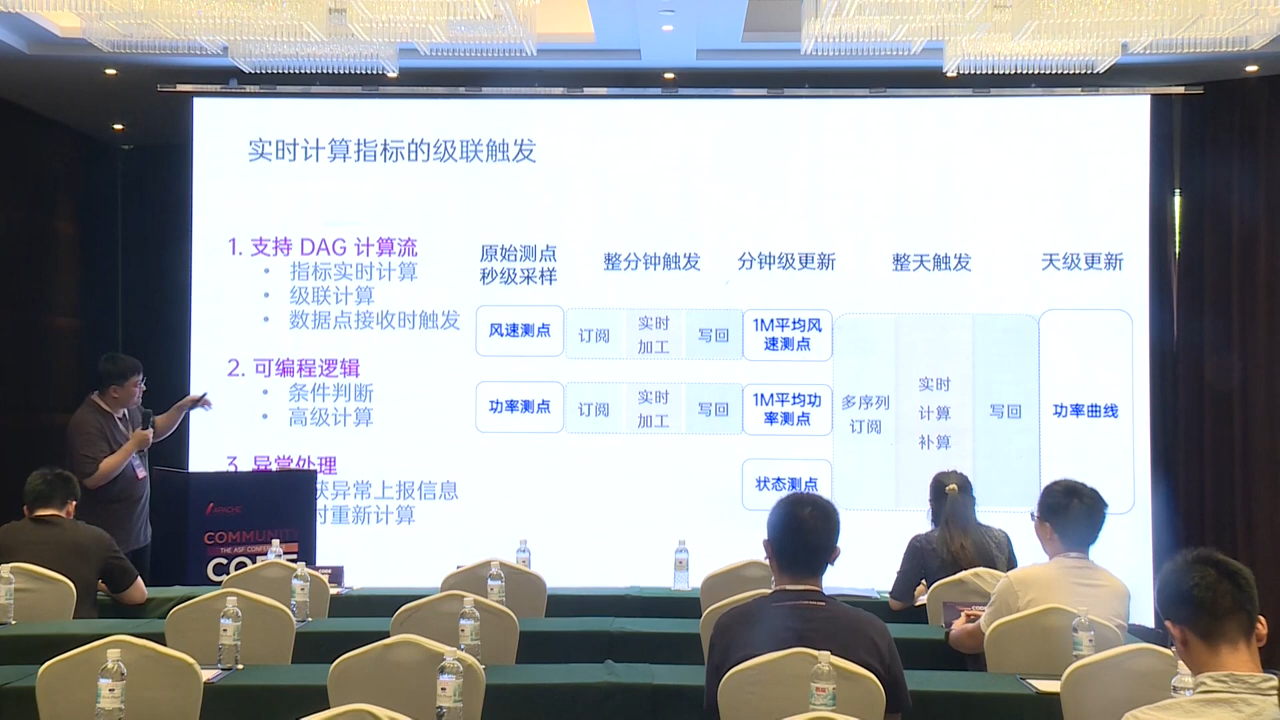 实时计算指标的级联触发
1. 支持 DAG 计算流
• 指标实时计算
• 级联计算
• 数据点接收时触发
2. 可编程逻辑
• 条件判断
• 高级计算
3. 异常处理
获异常上报信息
时重新计算
原始测点
秒级采样
整分钟触发
分钟级更新
整天触发
天级更新
风速测点
订阅
实时
加工
写回
1M平均风
速测点
功率测点
订阅
实时
加工
写回
1M平均功
率测点
状态测点
多序列
订阅
实时
计算
补算
写回
功率曲线
APACHE
COMMUNIT
THE ASF CONFE
CODE